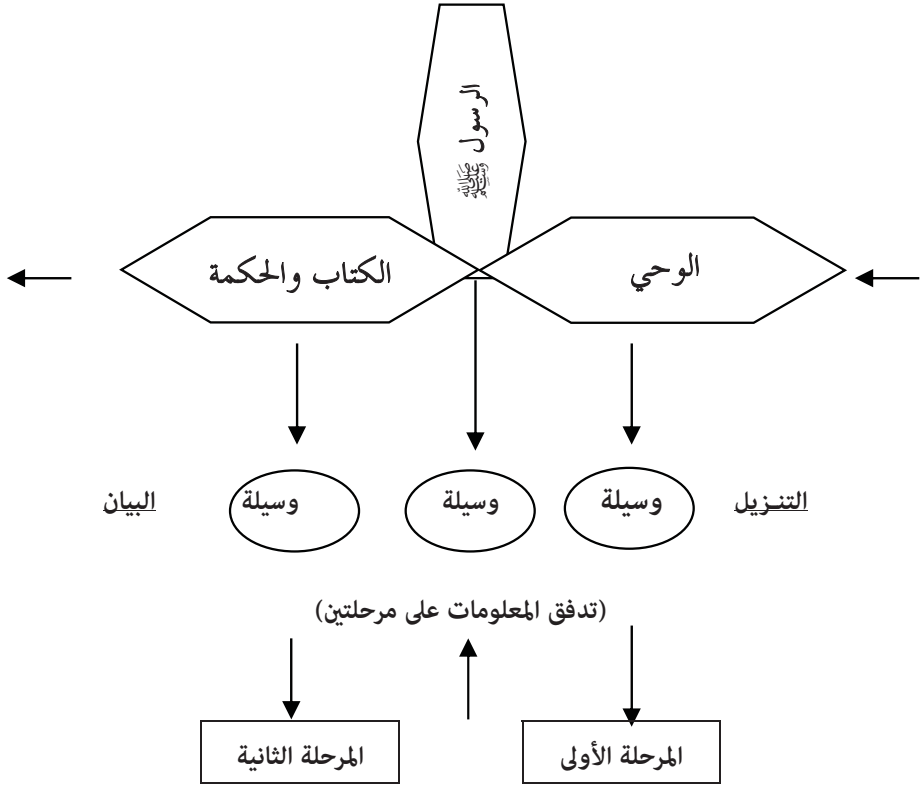 الرسول ﷺ
الوحي
الكتاب والحكمة
التنـزيل
وسيلة
وسيلة
وسيلة
البيان
(تدفق المعلومات على مرحلتين)
المرحلة الأولى
المرحلة الثانية